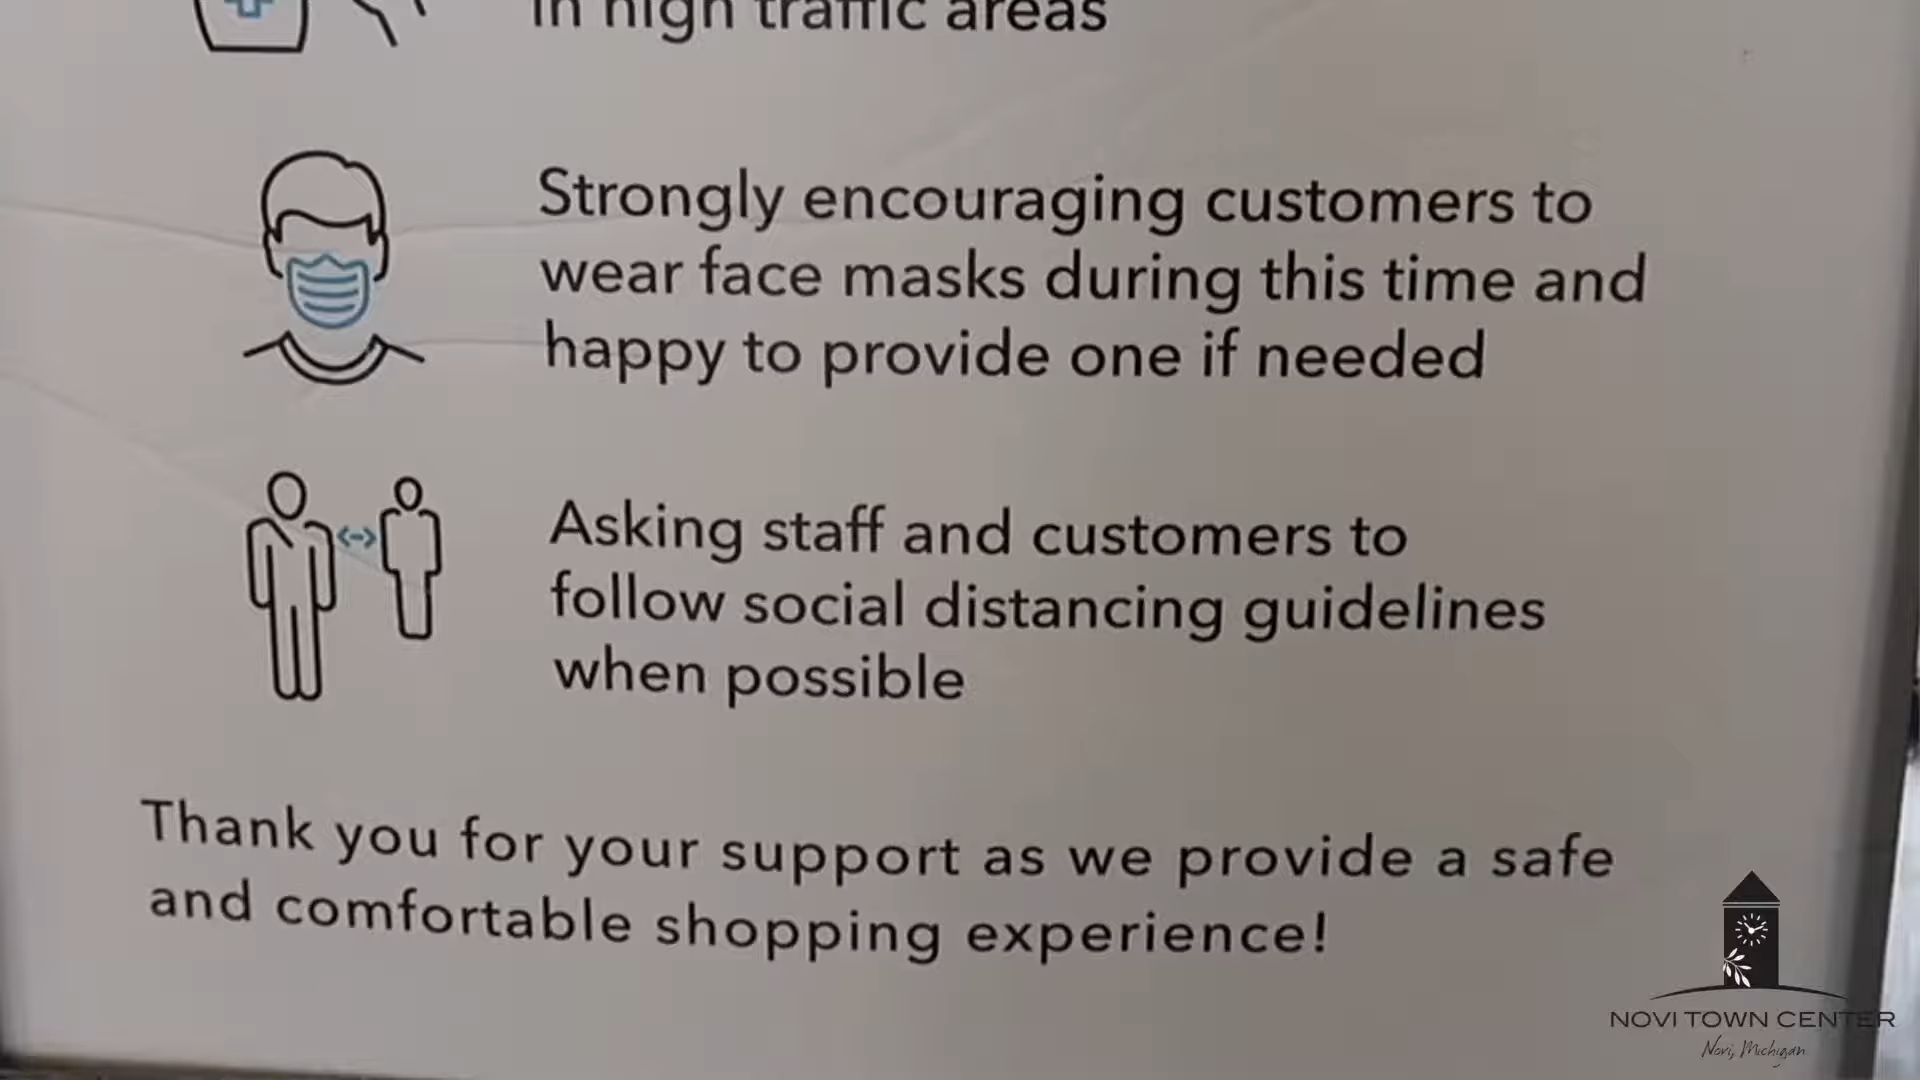 in high traffic areas
Strongly encouraging customers to
wear face masks during this time and
happy to provide one if needed
Asking staff and customers to
follow social distancing guidelines
when possible
Thank you for your support as we provide a safe
and comfortable shopping experience!
NOVI TOWN CENTER
Novi, Michigan